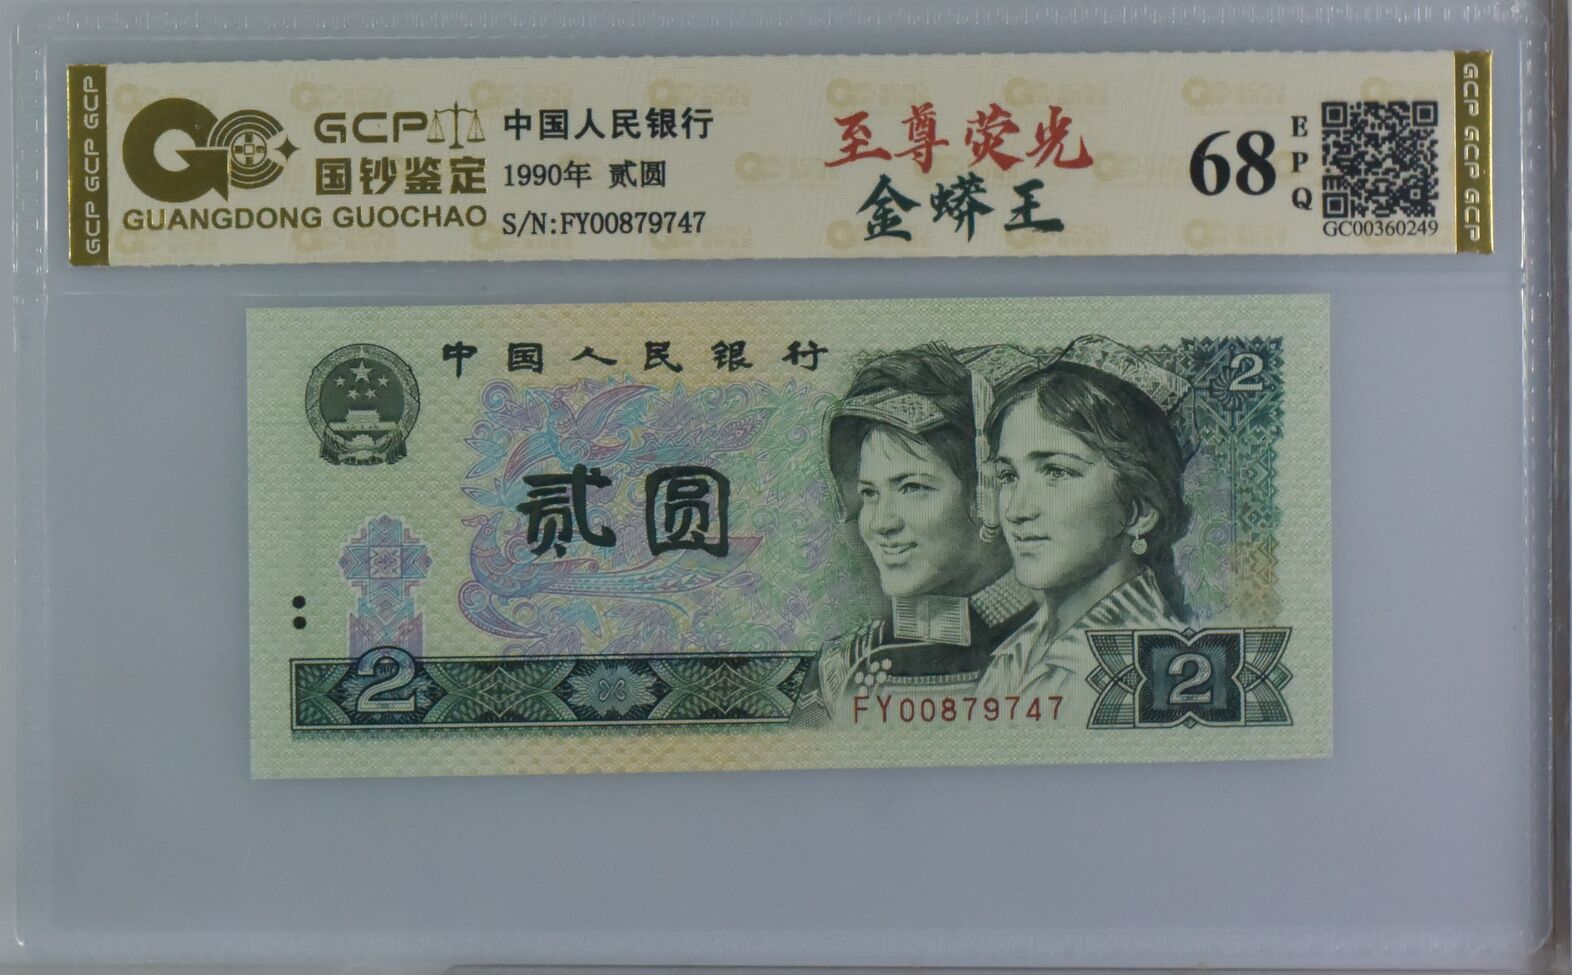 GCP GCP GCP
GCP
国钞鉴定
GUANGDONG GUOCHAO
中国人民银行
1990年 贰圆
S/N:FY00879747
至尊荧光
金蟒王
68
EPQ
GC00360249
GCP GCP GCP
中国人民银行
2
贰圆
2
2
FY00879747